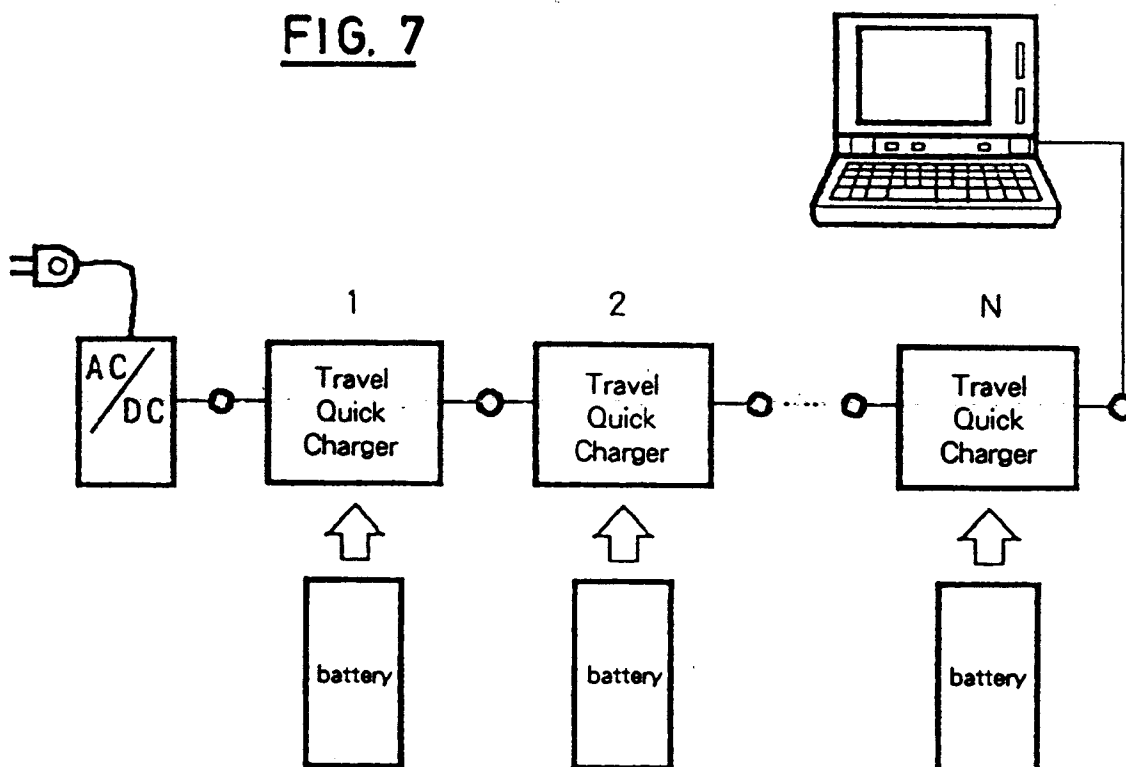 FIG. 7
1
2
N
AC/DC
Travel
Quick
Charger
Travel
Quick
Charger
Travel
Quick
Charger
battery
battery
battery